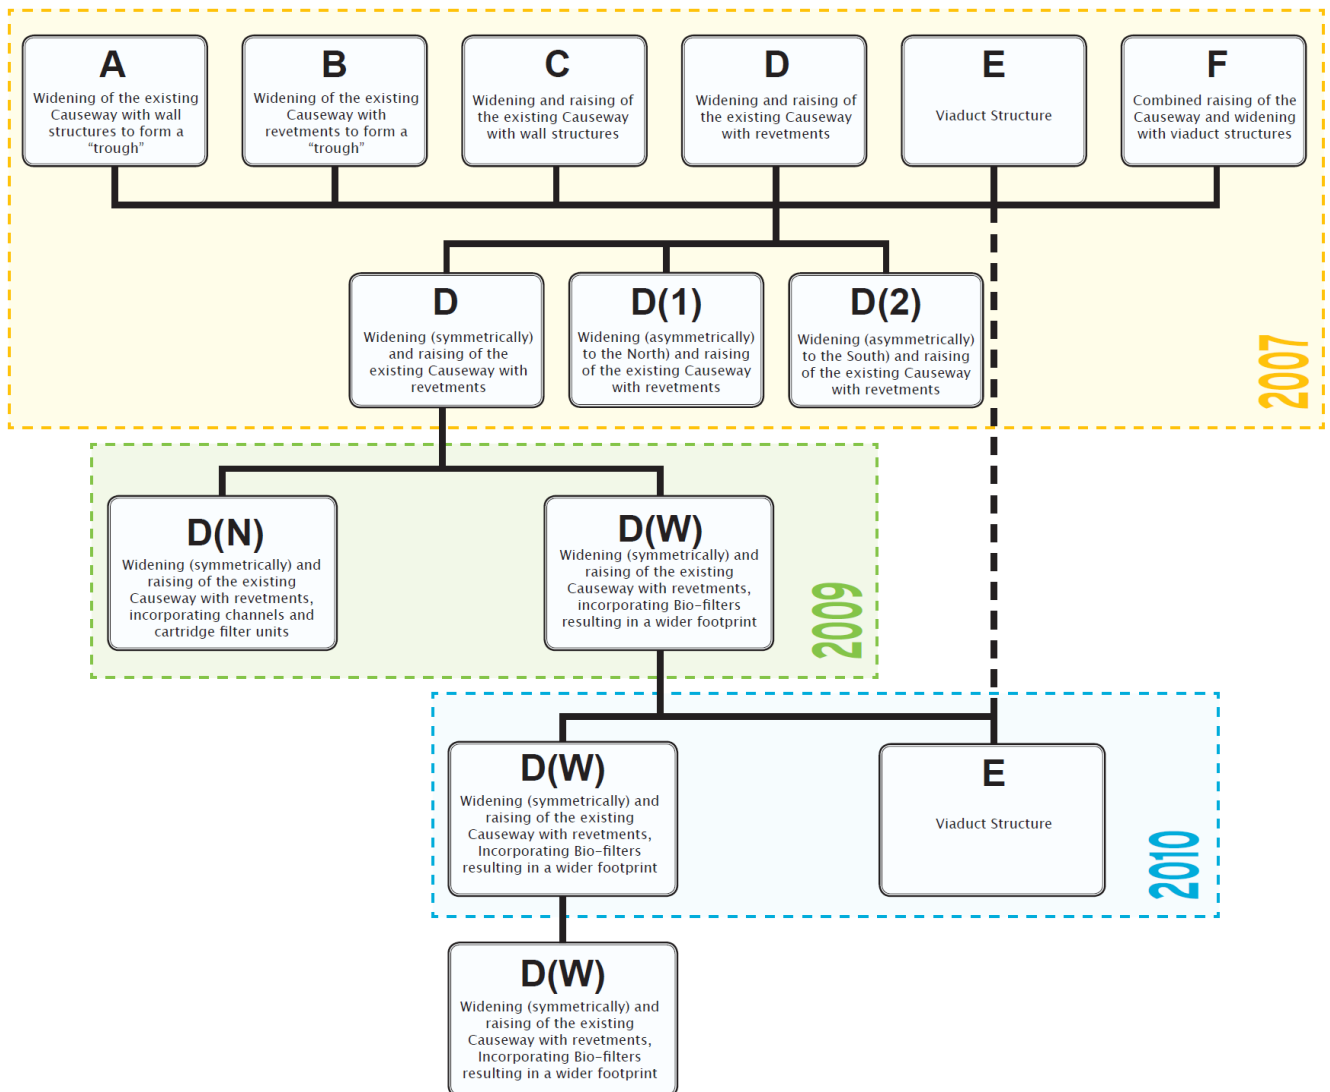 A
Widening of the existing
Causeway with wall
structures to form a
“trough”
B
Widening of the existing
Causeway with
revetments to form a
“trough”
C
Widening and raising of
the existing Causeway
with wall structures
D
Widening and raising of
the existing Causeway
with revetments
E
Viaduct Structure
F
Combined raising of the
Causeway and widening
with viaduct structures
D
Widening (symmetrically)
and raising of the
existing Causeway with
revetments
D(1)
Widening (asymmetrically)
to the North) and raising
of the existing Causeway
with revetments
D(2)
Widening (asymmetrically)
to the South) and raising
of the existing Causeway
with revetments
2007
D(N)
Widening (symmetrically) and
raising of the existing
Causeway with revetments,
incorporating channels and
cartridge filter units
D(W)
Widening (symmetrically) and
raising of the existing
Causeway with revetments,
incorporating Bio-filters
resulting in a wider footprint
2009
D(W)
Widening (symmetrically) and
raising of the existing
Causeway with revetments,
Incorporating Bio-filters
resulting in a wider footprint
E
Viaduct Structure
2010
D(W)
Widening (symmetrically) and
raising of the existing
Causeway with revetments,
Incorporating Bio-filters
resulting in a wider footprint